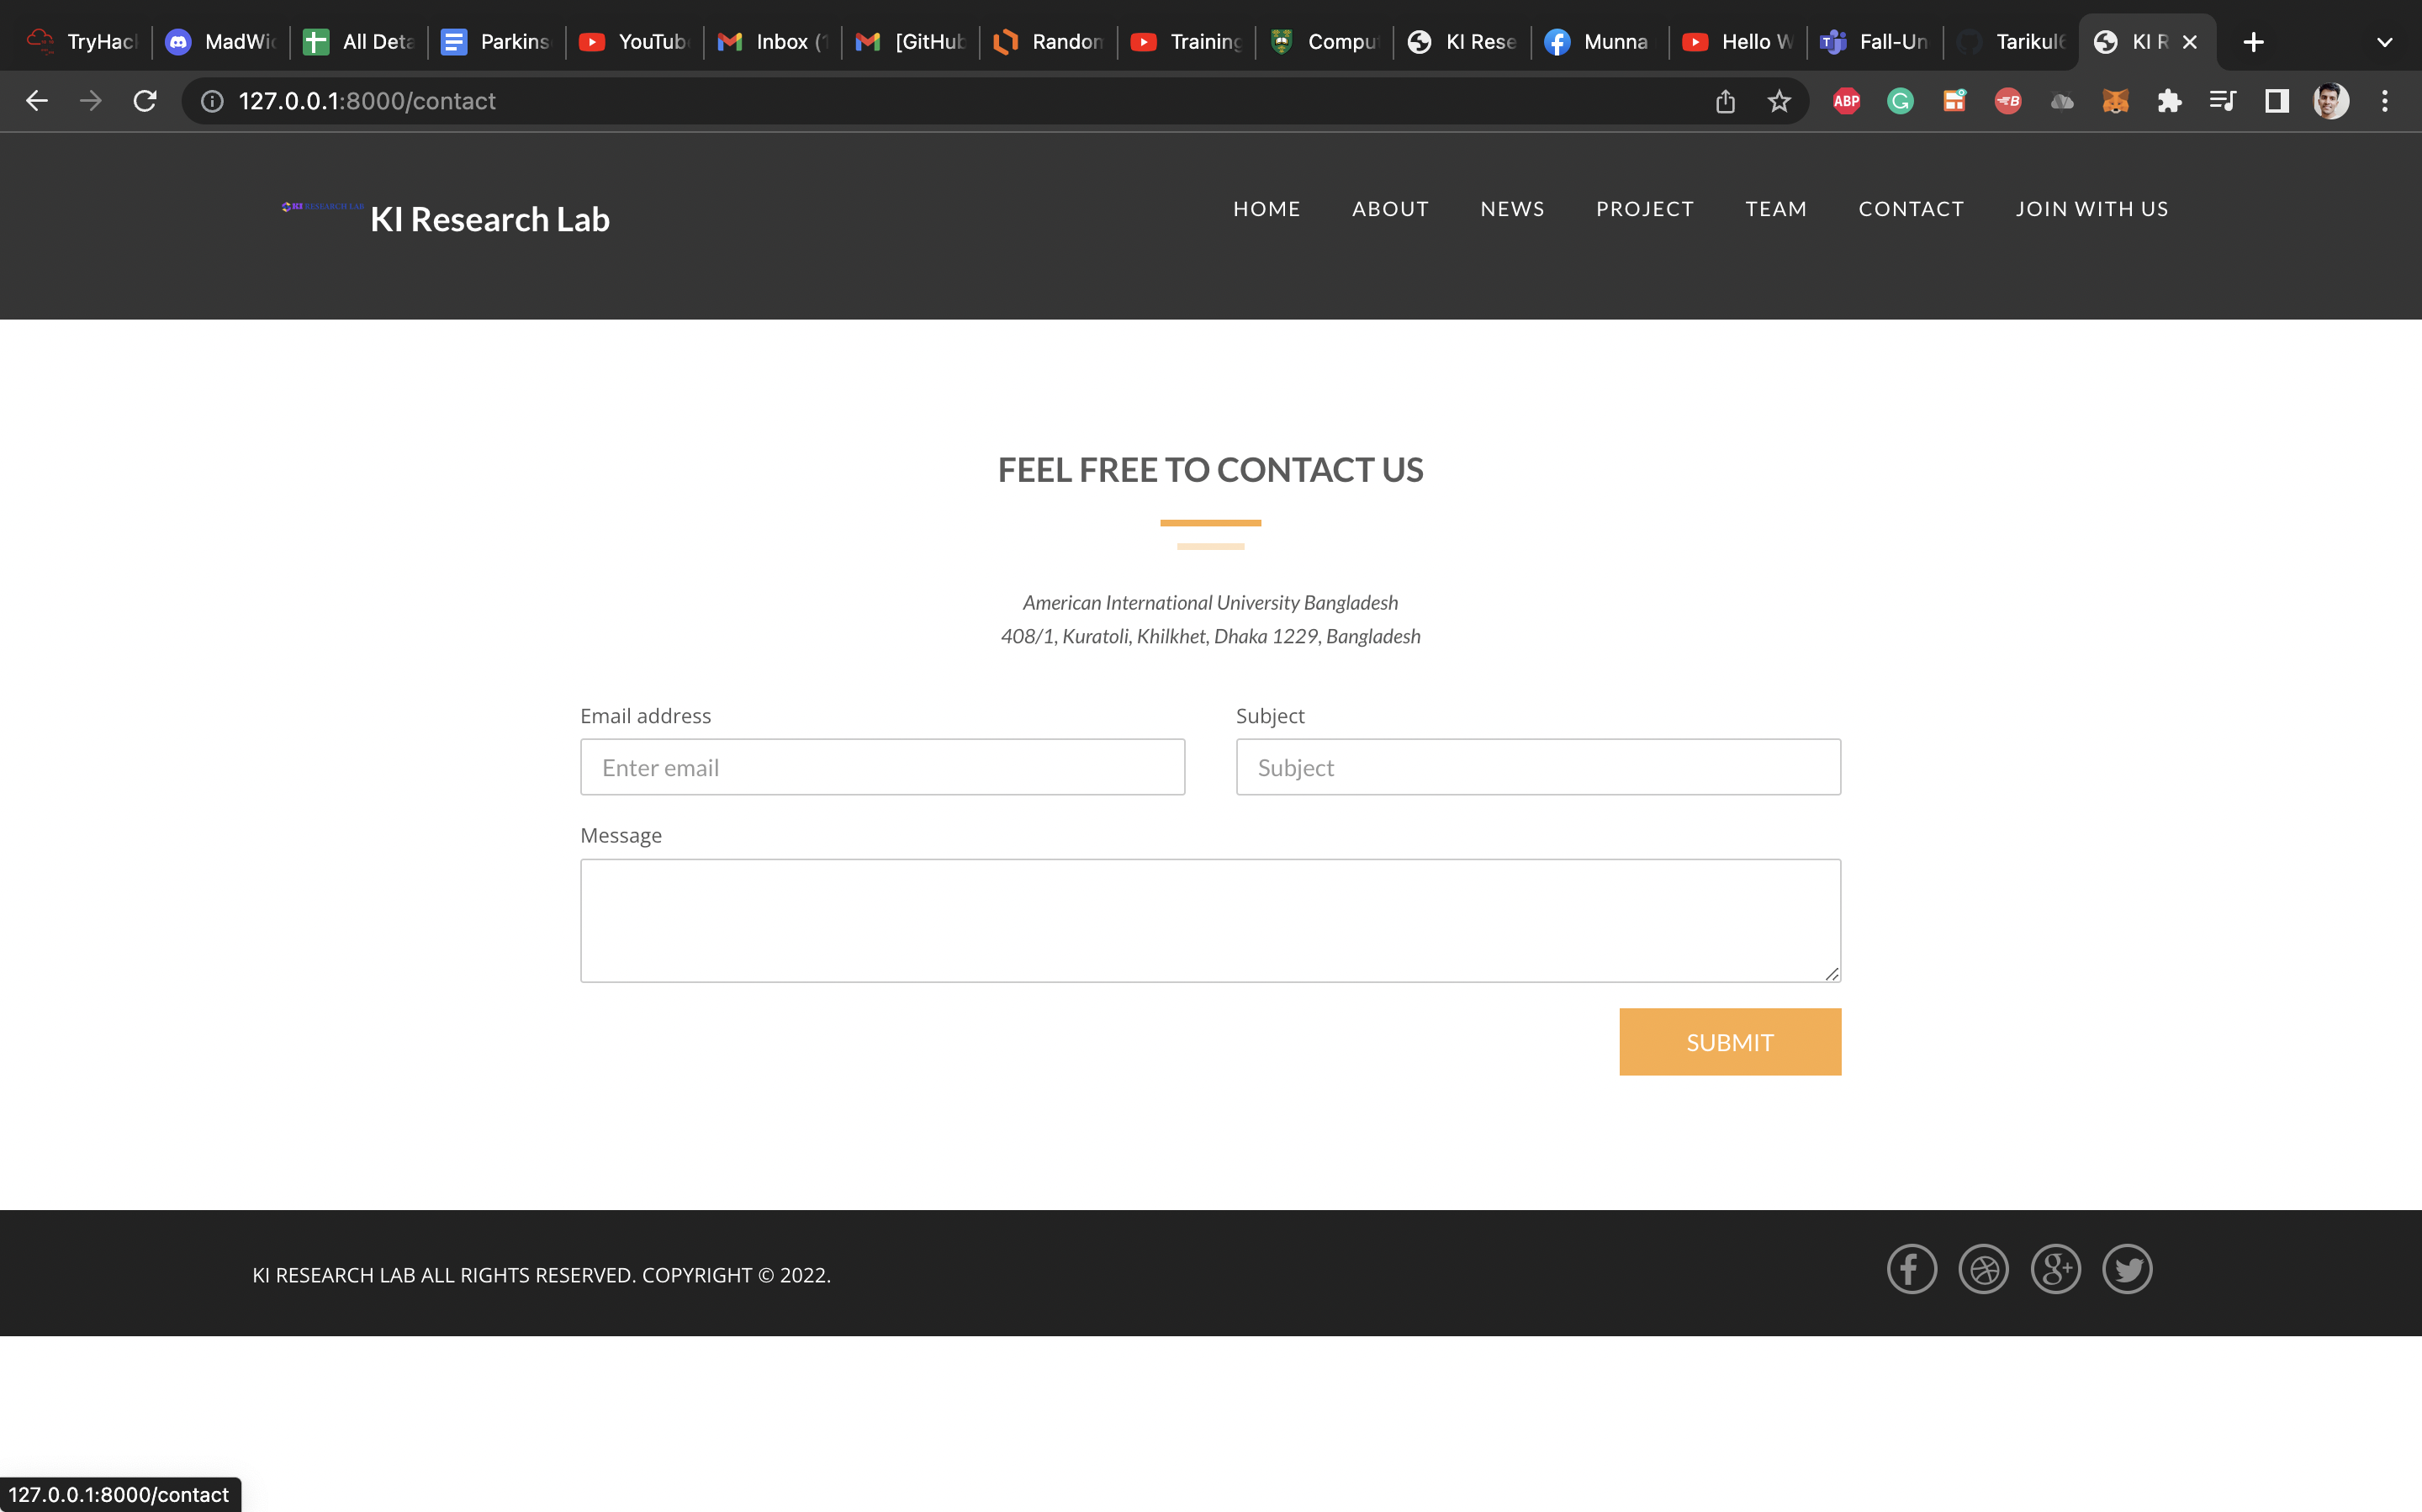 TryHac
MadWic
All Deta
Parkins
YouTub
Inbox (1
[GitHub
Random
Training
Compu
KI Rese
Munna
Hello W
Fall-Un
Tarikul6
KI R
127.0.0.1:8000/contact
ABP
KI RESEARCH LAB
KI Research Lab
HOME
ABOUT
NEWS
PROJECT
TEAM
CONTACT
JOIN WITH US
FEEL FREE TO CONTACT US
American International University Bangladesh
408/1, Kuratoli, Khilkhet, Dhaka 1229, Bangladesh
Email address
Subject
Enter email
Subject
Message
SUBMIT
KI RESEARCH LAB ALL RIGHTS RESERVED. COPYRIGHT © 2022.
127.0.0.1:8000/contact